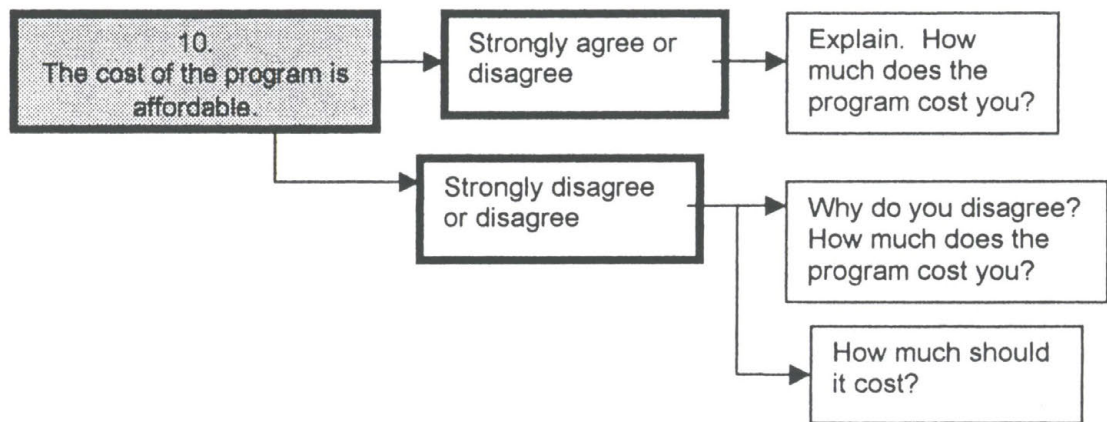 10.
The cost of the program is
affordable.
Strongly agree or
disagree
Explain. How
much does the
program cost you?
Strongly disagree
or disagree
Why do you disagree?
How much does the
program cost you?
How much should
it cost?